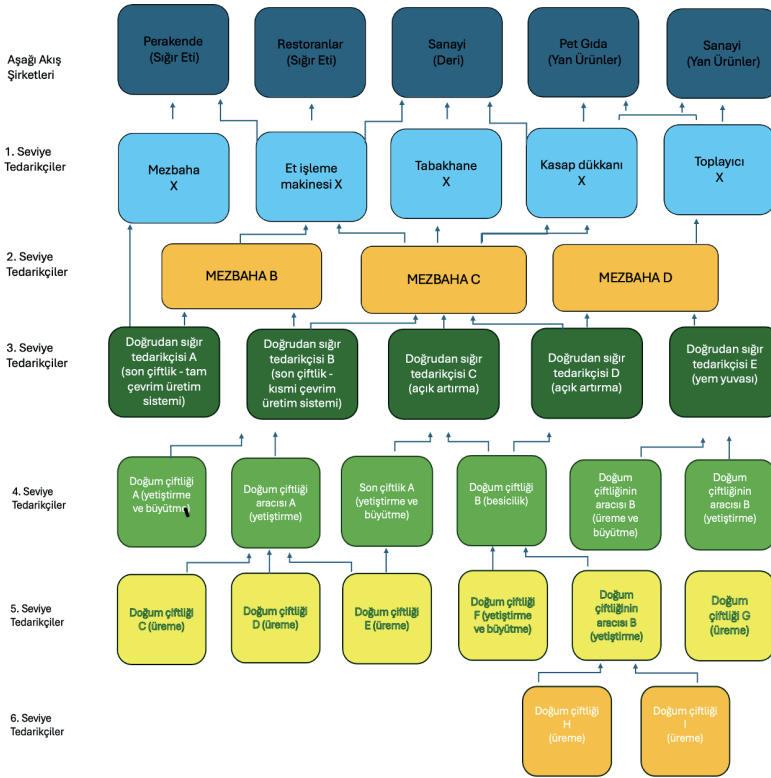 Aşağı Akış
Şirketleri
Perakende
(Sığır Eti)
Restoranlar
(Sığır Eti)
Sanayi
(Deri)
Pet Gıda
(Yan Ürünler)
Sanayi
(Yan Ürünler)
1. Seviye
Tedarikçiler
Mezbaha
X
Et işleme
makinesi X
Tabakhane
X
Kasap dükkanı
X
Toplayıcı
X
2. Seviye
Tedarikçiler
MEZBAHA B
MEZBAHA C
MEZBAHA D
3. Seviye
Tedarikçiler
Doğrudan sığır
tedarikçisi A
(son çiftlik - tam
çevrim üretim
sistemi)
Doğrudan sığır
tedarikçisi B
(son çiftlik -
kısmi çevrim
üretim sistemi)
Doğrudan sığır
tedarikçisi C
(açık artırma)
Doğrudan sığır
tedarikçisi D
(açık artırma)
Doğrudan sığır
tedarikçisi E
(yem yuvası)
4. Seviye
Tedarikçiler
Doğum çiftliği
A (yetiştirme
ve büyütme)
Doğum çiftliği
aracısı A
(yetiştirme)
Son çiftlik A
(yetiştirme ve
büyütme)
Doğum çiftliği
B (besicilik)
Doğum
çiftliğinin
aracısı B
(üreme ve
büyütme)
Doğum
çiftliğinin
aracısı B
(yetiştirme)
5. Seviye
Tedarikçiler
Doğum çiftliği
C (üreme)
Doğum çiftliği
D (üreme)
Doğum çiftliği
E (üreme)
Doğum çiftliği
F (yetiştirme
ve büyütme)
Doğum
çiftliğinin
aracısı B
(yetiştirme)
Doğum
çiftliği G
(üreme)
6. Seviye
Tedarikçiler
Doğum çiftliği
H
(üreme)
Doğum çiftliği
I
(üreme)